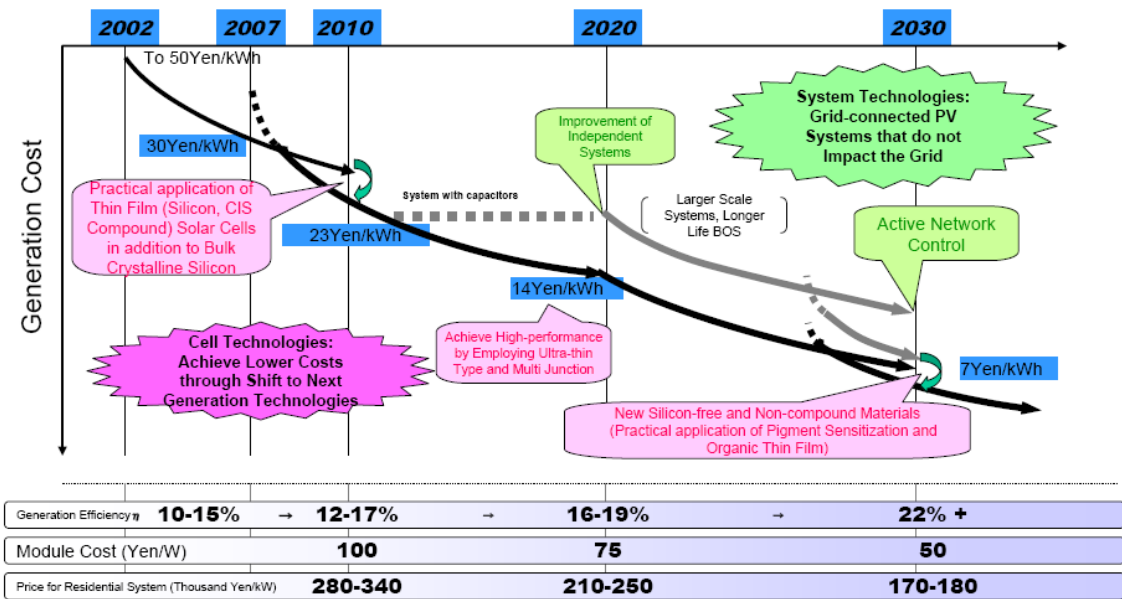 2002
2007
2010
2020
2030
Generation Cost
To 50Yen/kWh
30Yen/kWh
Practical application of
Thin Film (Silicon, CIS
Compound) Solar Cells
in addition to Bulk
Crystalline Silicon
23Yen/kWh
System with capacitors
Improvement of
Independent
Systems
System Technologies:
Grid-connected PV
Systems that do not
Impact the Grid
Larger Scale
Systems, Longer
Life BOS
Active Network
Control
14Yen/kWh
Achieve High-performance
by Employing Ultra-thin
Type and Multi Junction
Cell Technologies:
Achieve Lower Costs
through Shift to Next
Generation Technologies
7Yen/kWh
New Silicon-free and Non-compound Materials
(Practical application of Pigment Sensitization and
Organic Thin Film)
Generation Efficiency η 10-15% → 12-17% → 16-19% → 22% +
Module Cost (Yen/W) 100 75 50
Price for Residential System (Thousand Yen/kW) 280-340 210-250 170-180